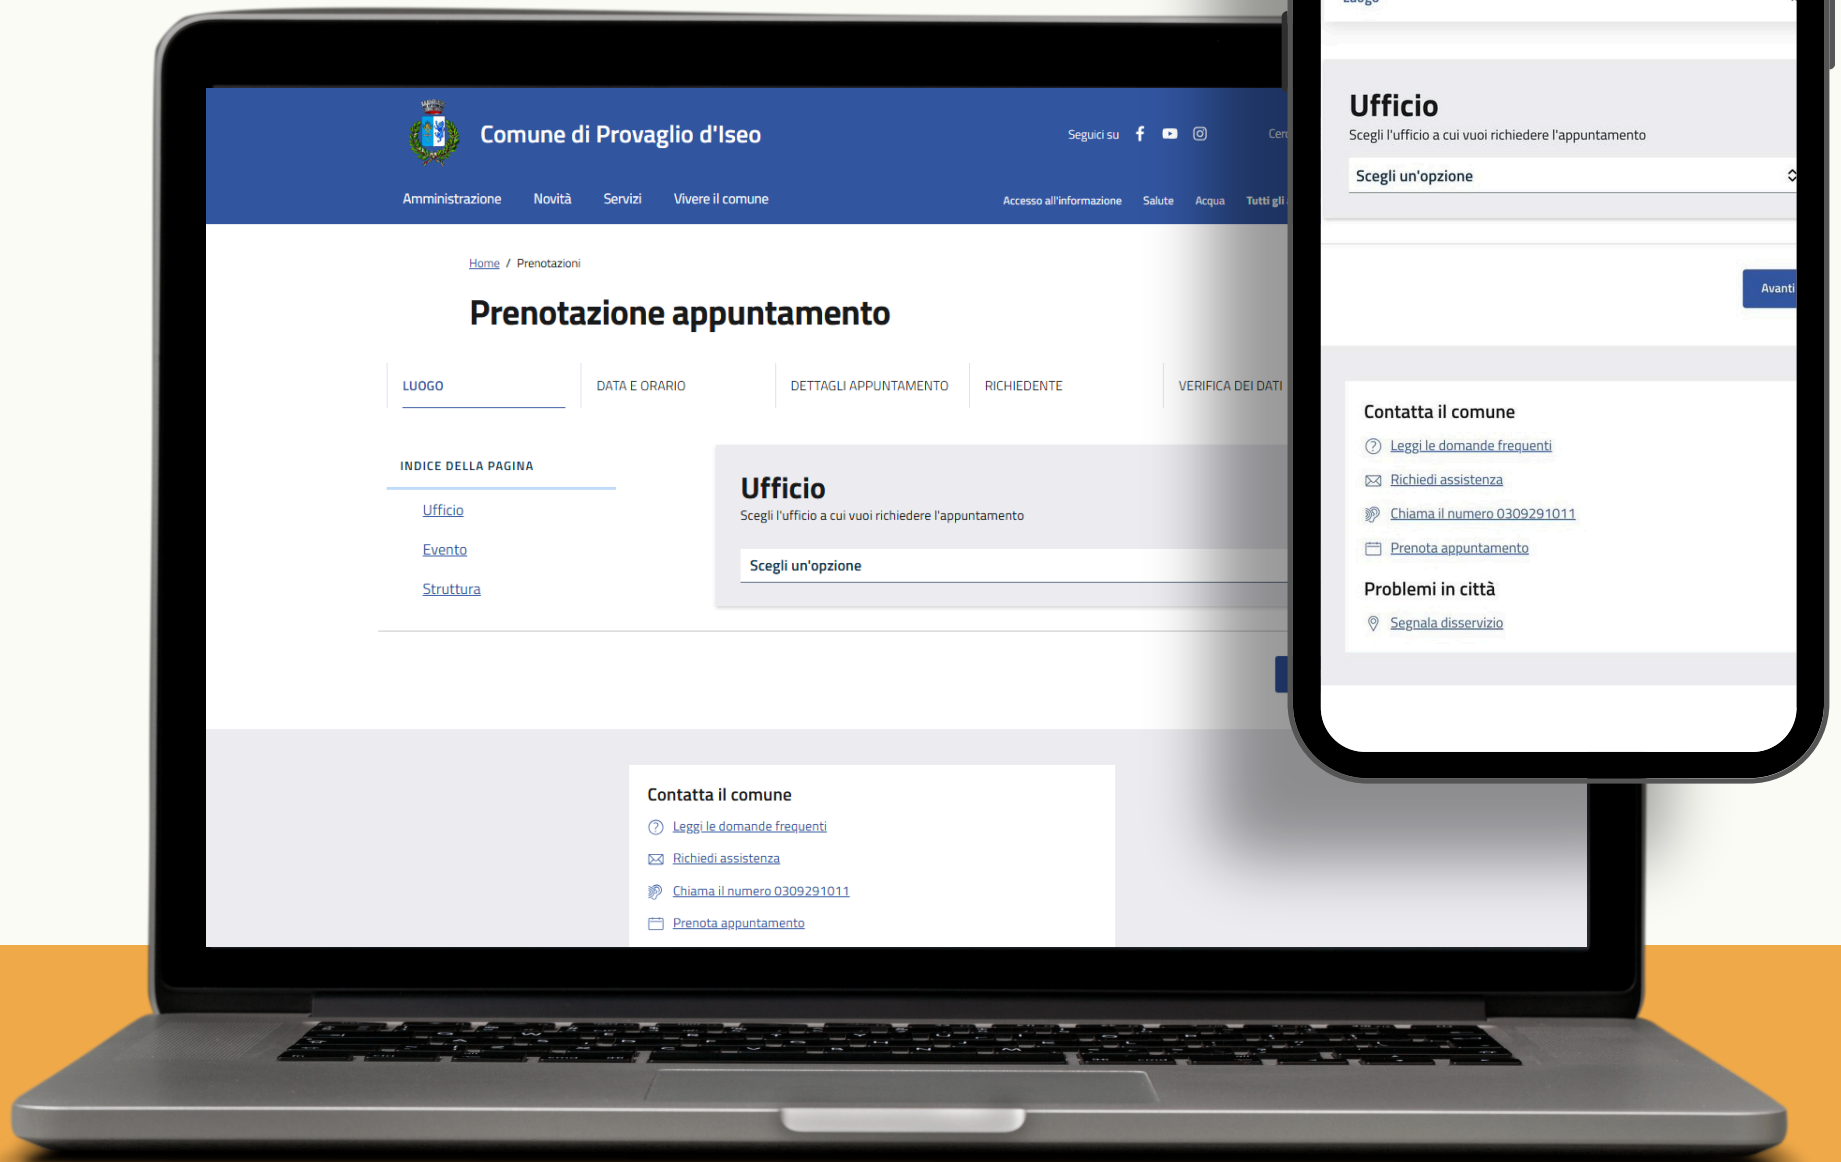 Comune di Provaglio d'Iseo
Seguici su
Amministrazione Novità Servizi Vivere il comune
Accesso all'informazione Salute Acqua Tutti gli
Home / Prenotazioni
Prenotazione appuntamento
LUOGO DATA E ORARIO DETTAGLI APPUNTAMENTO RICHIEDENTE VERIFICA DEI DATI
INDICE DELLA PAGINA
Ufficio
Evento
Struttura
Ufficio
Scegli l'ufficio a cui vuoi richiedere l'appuntamento
Scegli un'opzione
Contatta il comune
Leggi le domande frequenti
Richiedi assistenza
Chiama il numero 0309291011
Prenota appuntamento
Luogo
Ufficio
Scegli l'ufficio a cui vuoi richiedere l'appuntamento
Scegli un'opzione
Avanti
Contatta il comune
Leggi le domande frequenti
Richiedi assistenza
Chiama il numero 0309291011
Prenota appuntamento
Problemi in città
Segnala disservizio